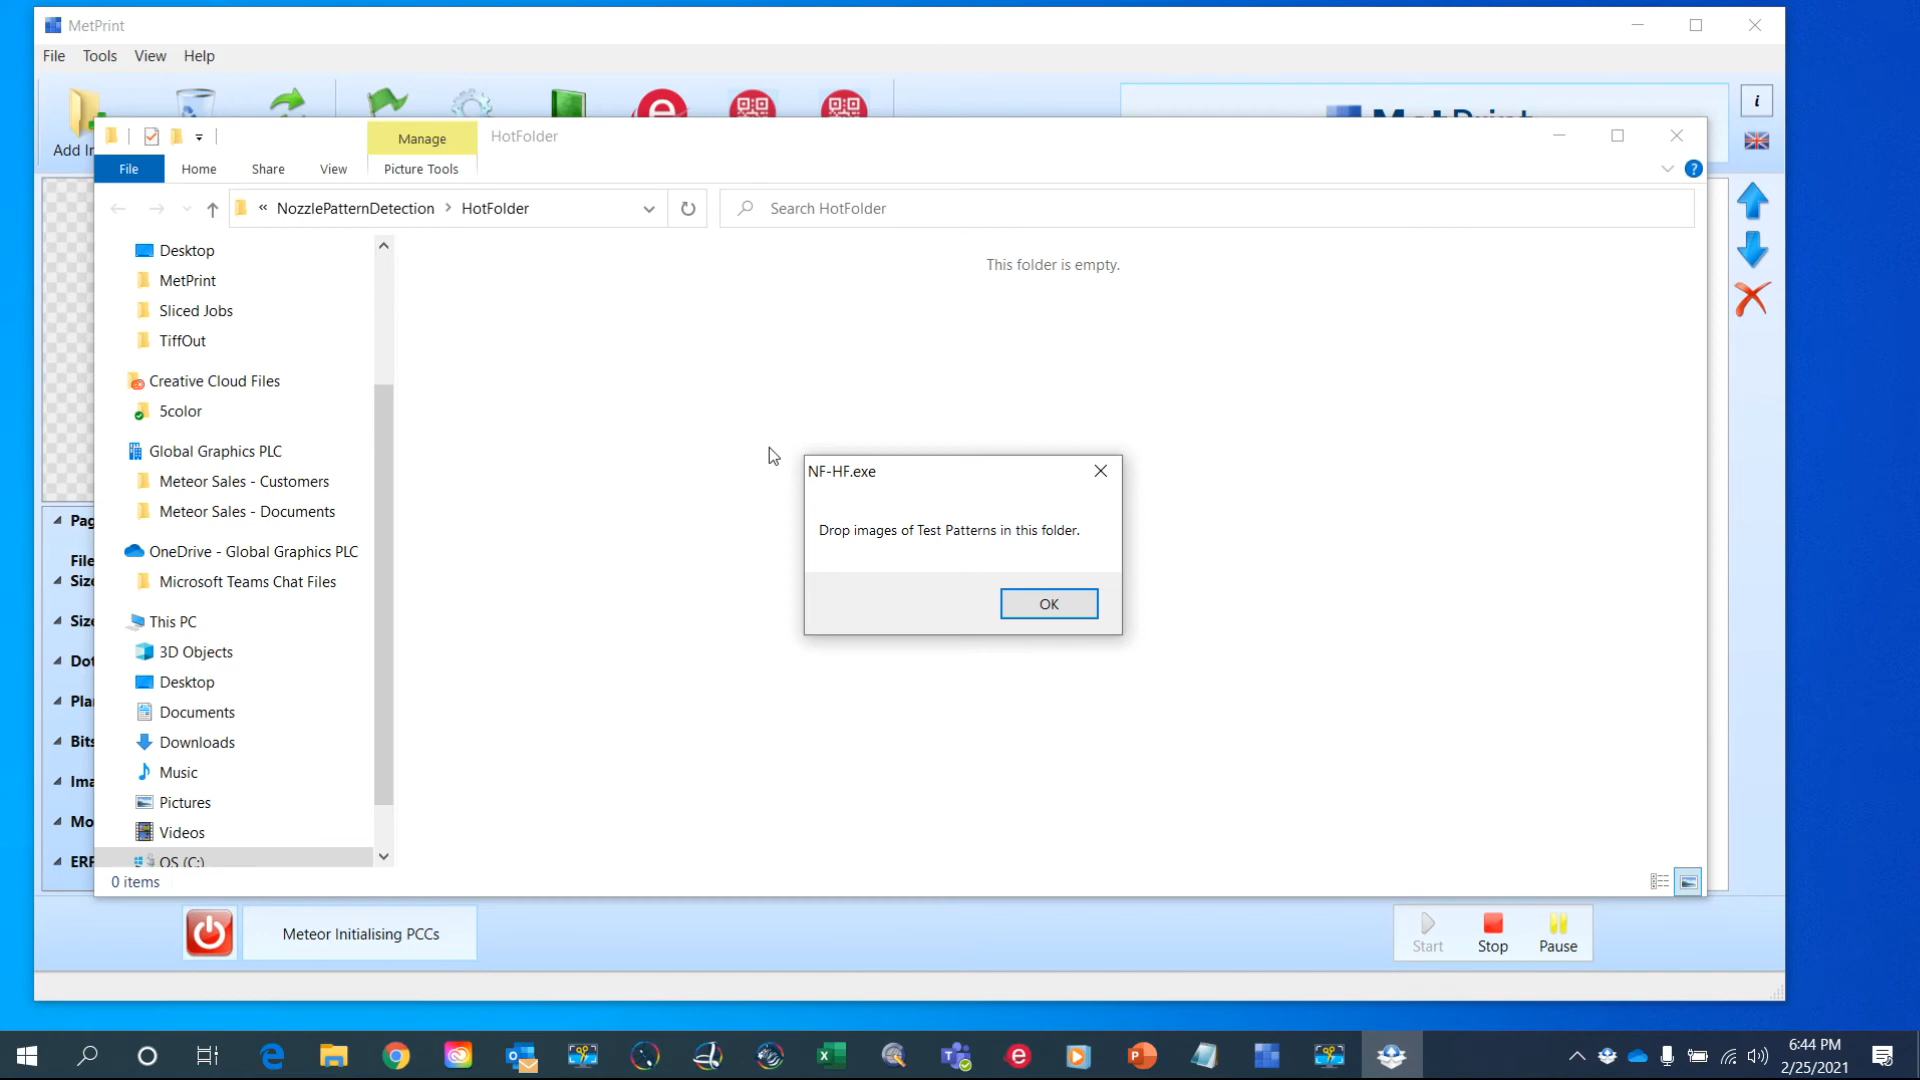 MetPrint
File Tools View Help
MetPrint
i
Add In
Manage
HotFolder
File Home Share View Picture Tools
?
« NozzlePatternDetection > HotFolder
Search HotFolder
This folder is empty.
Desktop
MetPrint
Sliced Jobs
TiffOut
Creative Cloud Files
5color
Global Graphics PLC
Meteor Sales - Customers
Meteor Sales - Documents
OneDrive - Global Graphics PLC
Microsoft Teams Chat Files
This PC
3D Objects
Desktop
Documents
Downloads
Music
Pictures
Videos
OS (C:)
0 items
NF-HF.exe
Drop images of Test Patterns in this folder.
OK
Pag
File
Size
Size
Dot
Plan
Bits
Ima
Mo
ERF
Meteor Initialising PCCs
Start Stop Pause
6:44 PM
2/25/2021